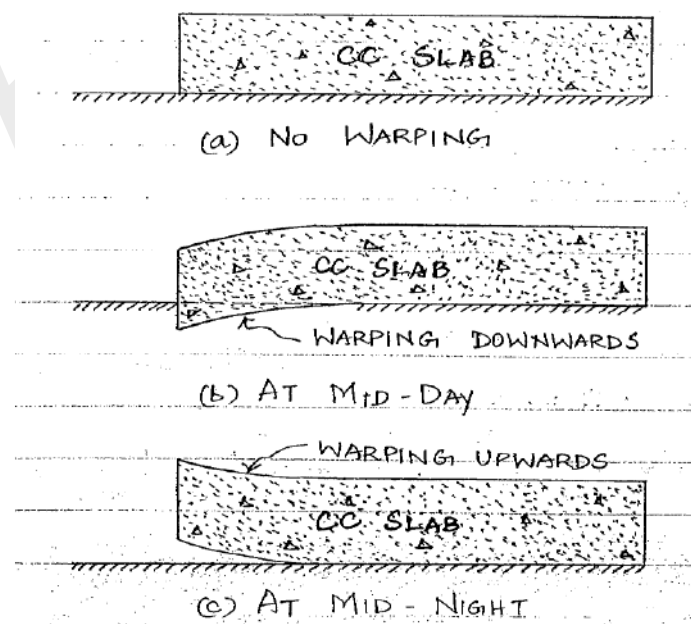 CC SLAB
(a) NO WARPING
CC SLAB
WARPING DOWNWARDS
(b) AT MID-DAY
WARPING UPWARDS
CC SLAB
(c) AT MID-NIGHT